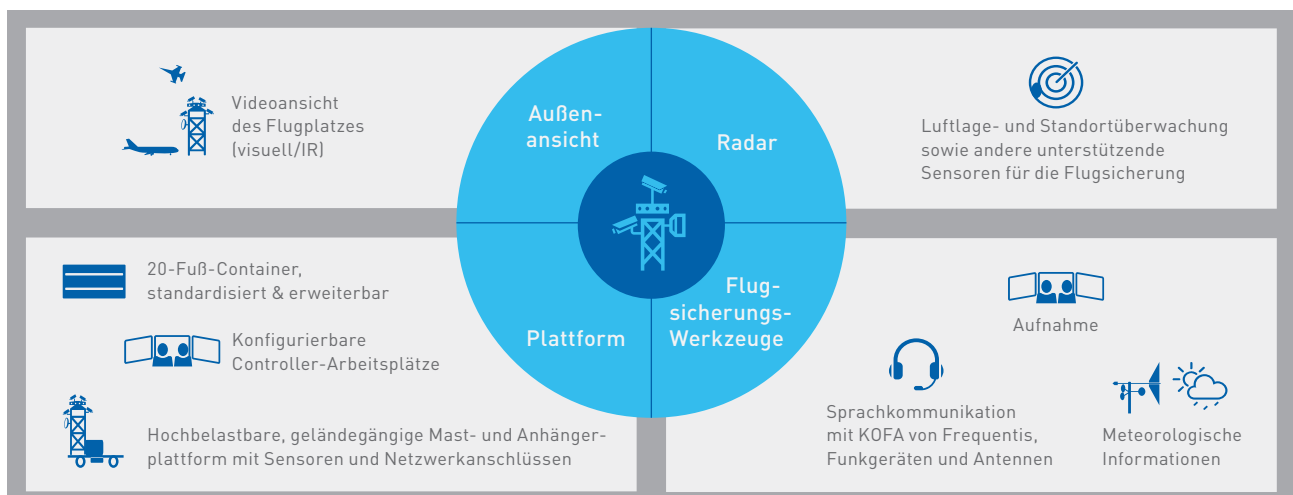 Videoansicht
des Flugplatzes
(visuell/IR)
Außen-
ansicht
Radar
Luftlage- und Standortüberwachung
sowie andere unterstützende
Sensoren für die Flugsicherung
20-Fuß-Container,
standardisiert & erweiterbar
Konfigurierbare
Controller-Arbeitsplätze
Hochbelastbare, geländegängige Mast- und Anhänger-
plattform mit Sensoren und Netzwerkanschlüssen
Plattform
Flug-
sicherungs-
Werkzeuge
Aufnahme
Sprachkommunikation
mit KOFA von Frequentis,
Funkgeräten und Antennen
Meteorologische
Informationen